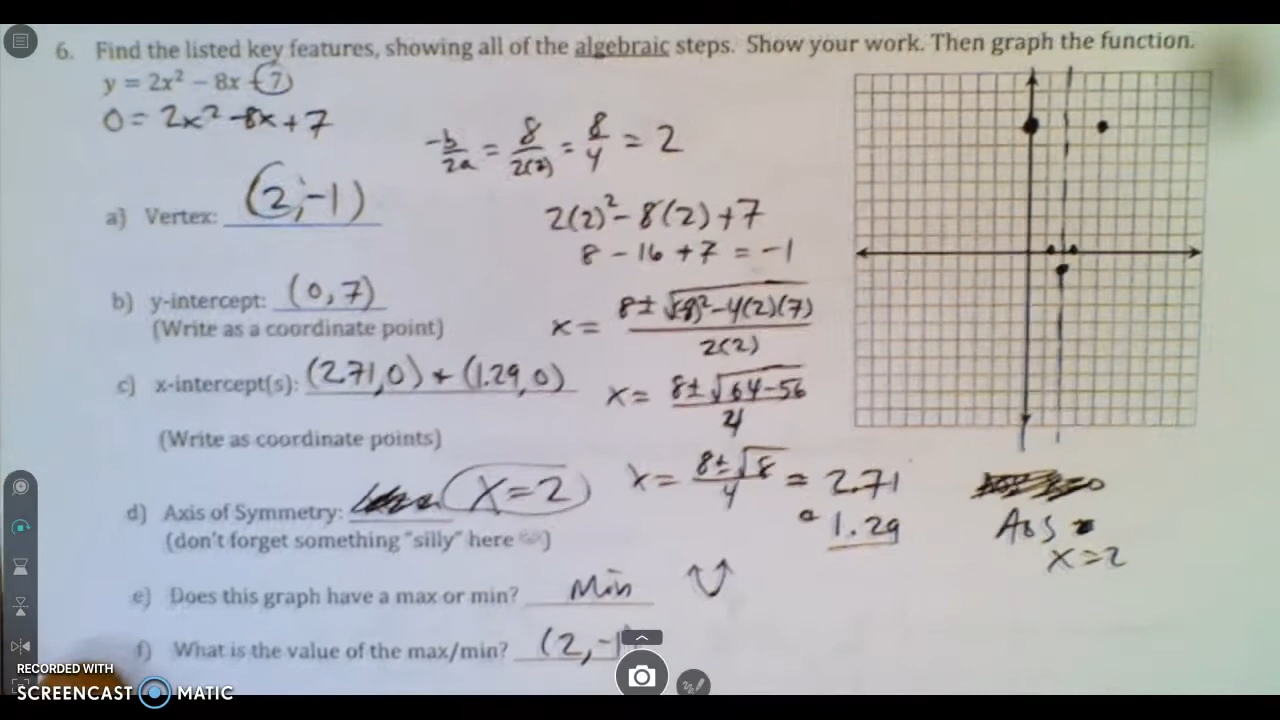 6. Find the listed key features, showing all of the algebraic steps. Show your work. Then graph the function.
y = 2x² − 8x + 7
0 = 2x² − 8x + 7
-b/2a = 8/2(2) = 8/4 = 2
a) Vertex: (2, -1)
2(2)² - 8(2) + 7
8 - 16 + 7 = -1
b) y-intercept: (0, 7)
(Write as a coordinate point)
x = 8 ± √(-8)² - 4(2)(7) / 2(2)
c) x-intercept(s): (2.71, 0) + (1.29, 0)
x = 8 ± √64 - 56 / 4
(Write as coordinate points)
x = 8 ± √8 / 4 = 2.71
1.29
d) Axis of Symmetry: x = 2
(don't forget something "silly" here)
AOS
x = 2
e) Does this graph have a max or min? Min
f) What is the value of the max/min? (2, -1
RECORDED WITH
SCREENCAST MATIC